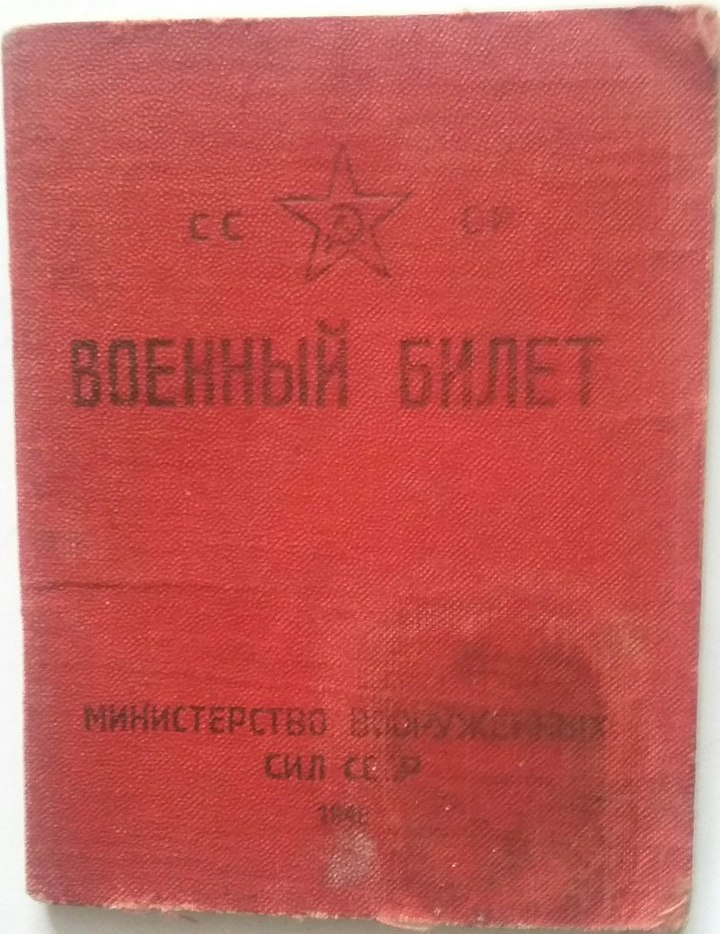 СС СР
ВОЕННЫЙ БИЛЕТ
МИНИСТЕРСТВО ВООРУЖЕННЫХ
СИЛ СССР